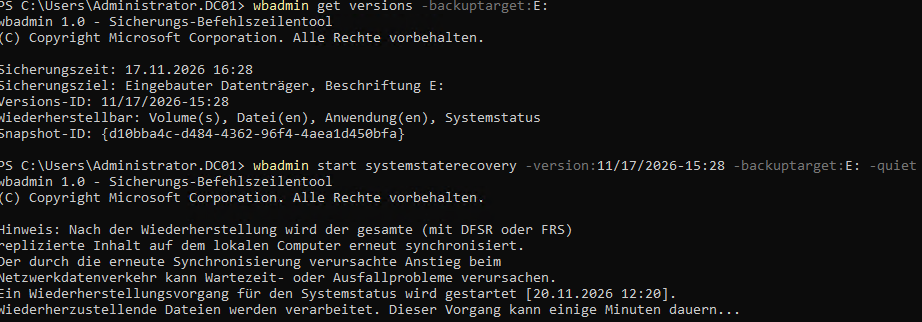 PS C:\Users\Administrator.DC01> wbadmin get versions -backuptarget:E:
wbadmin 1.0 - Sicherungs-Befehlszeilentool
(C) Copyright Microsoft Corporation. Alle Rechte vorbehalten.
Sicherungszeit: 17.11.2026 16:28
Sicherungsziel: Eingebauter Datenträger, Beschriftung E:
Versions-ID: 11/17/2026-15:28
Wiederherstellbar: Volume(s), Datei(en), Anwendung(en), Systemstatus
Snapshot-ID: {d10bba4c-d484-4362-96f4-4aea1d450bfa}
PS C:\Users\Administrator.DC01> wbadmin start systemstaterecovery -version:11/17/2026-15:28 -backuptarget:E: -quiet
wbadmin 1.0 - Sicherungs-Befehlszeilentool
(C) Copyright Microsoft Corporation. Alle Rechte vorbehalten.
Hinweis: Nach der Wiederherstellung wird der gesamte (mit DFSR oder FRS)
replizierte Inhalt auf dem lokalen Computer erneut synchronisiert.
Der durch die erneute Synchronisierung verursachte Anstieg beim
Netzwerkdatenverkehr kann Wartezeit- oder Ausfallprobleme verursachen.
Ein Wiederherstellungsvorgang für den Systemstatus wird gestartet [20.11.2026 12:20].
Wiederherzustellende Dateien werden verarbeitet. Dieser Vorgang kann einige Minuten dauern...